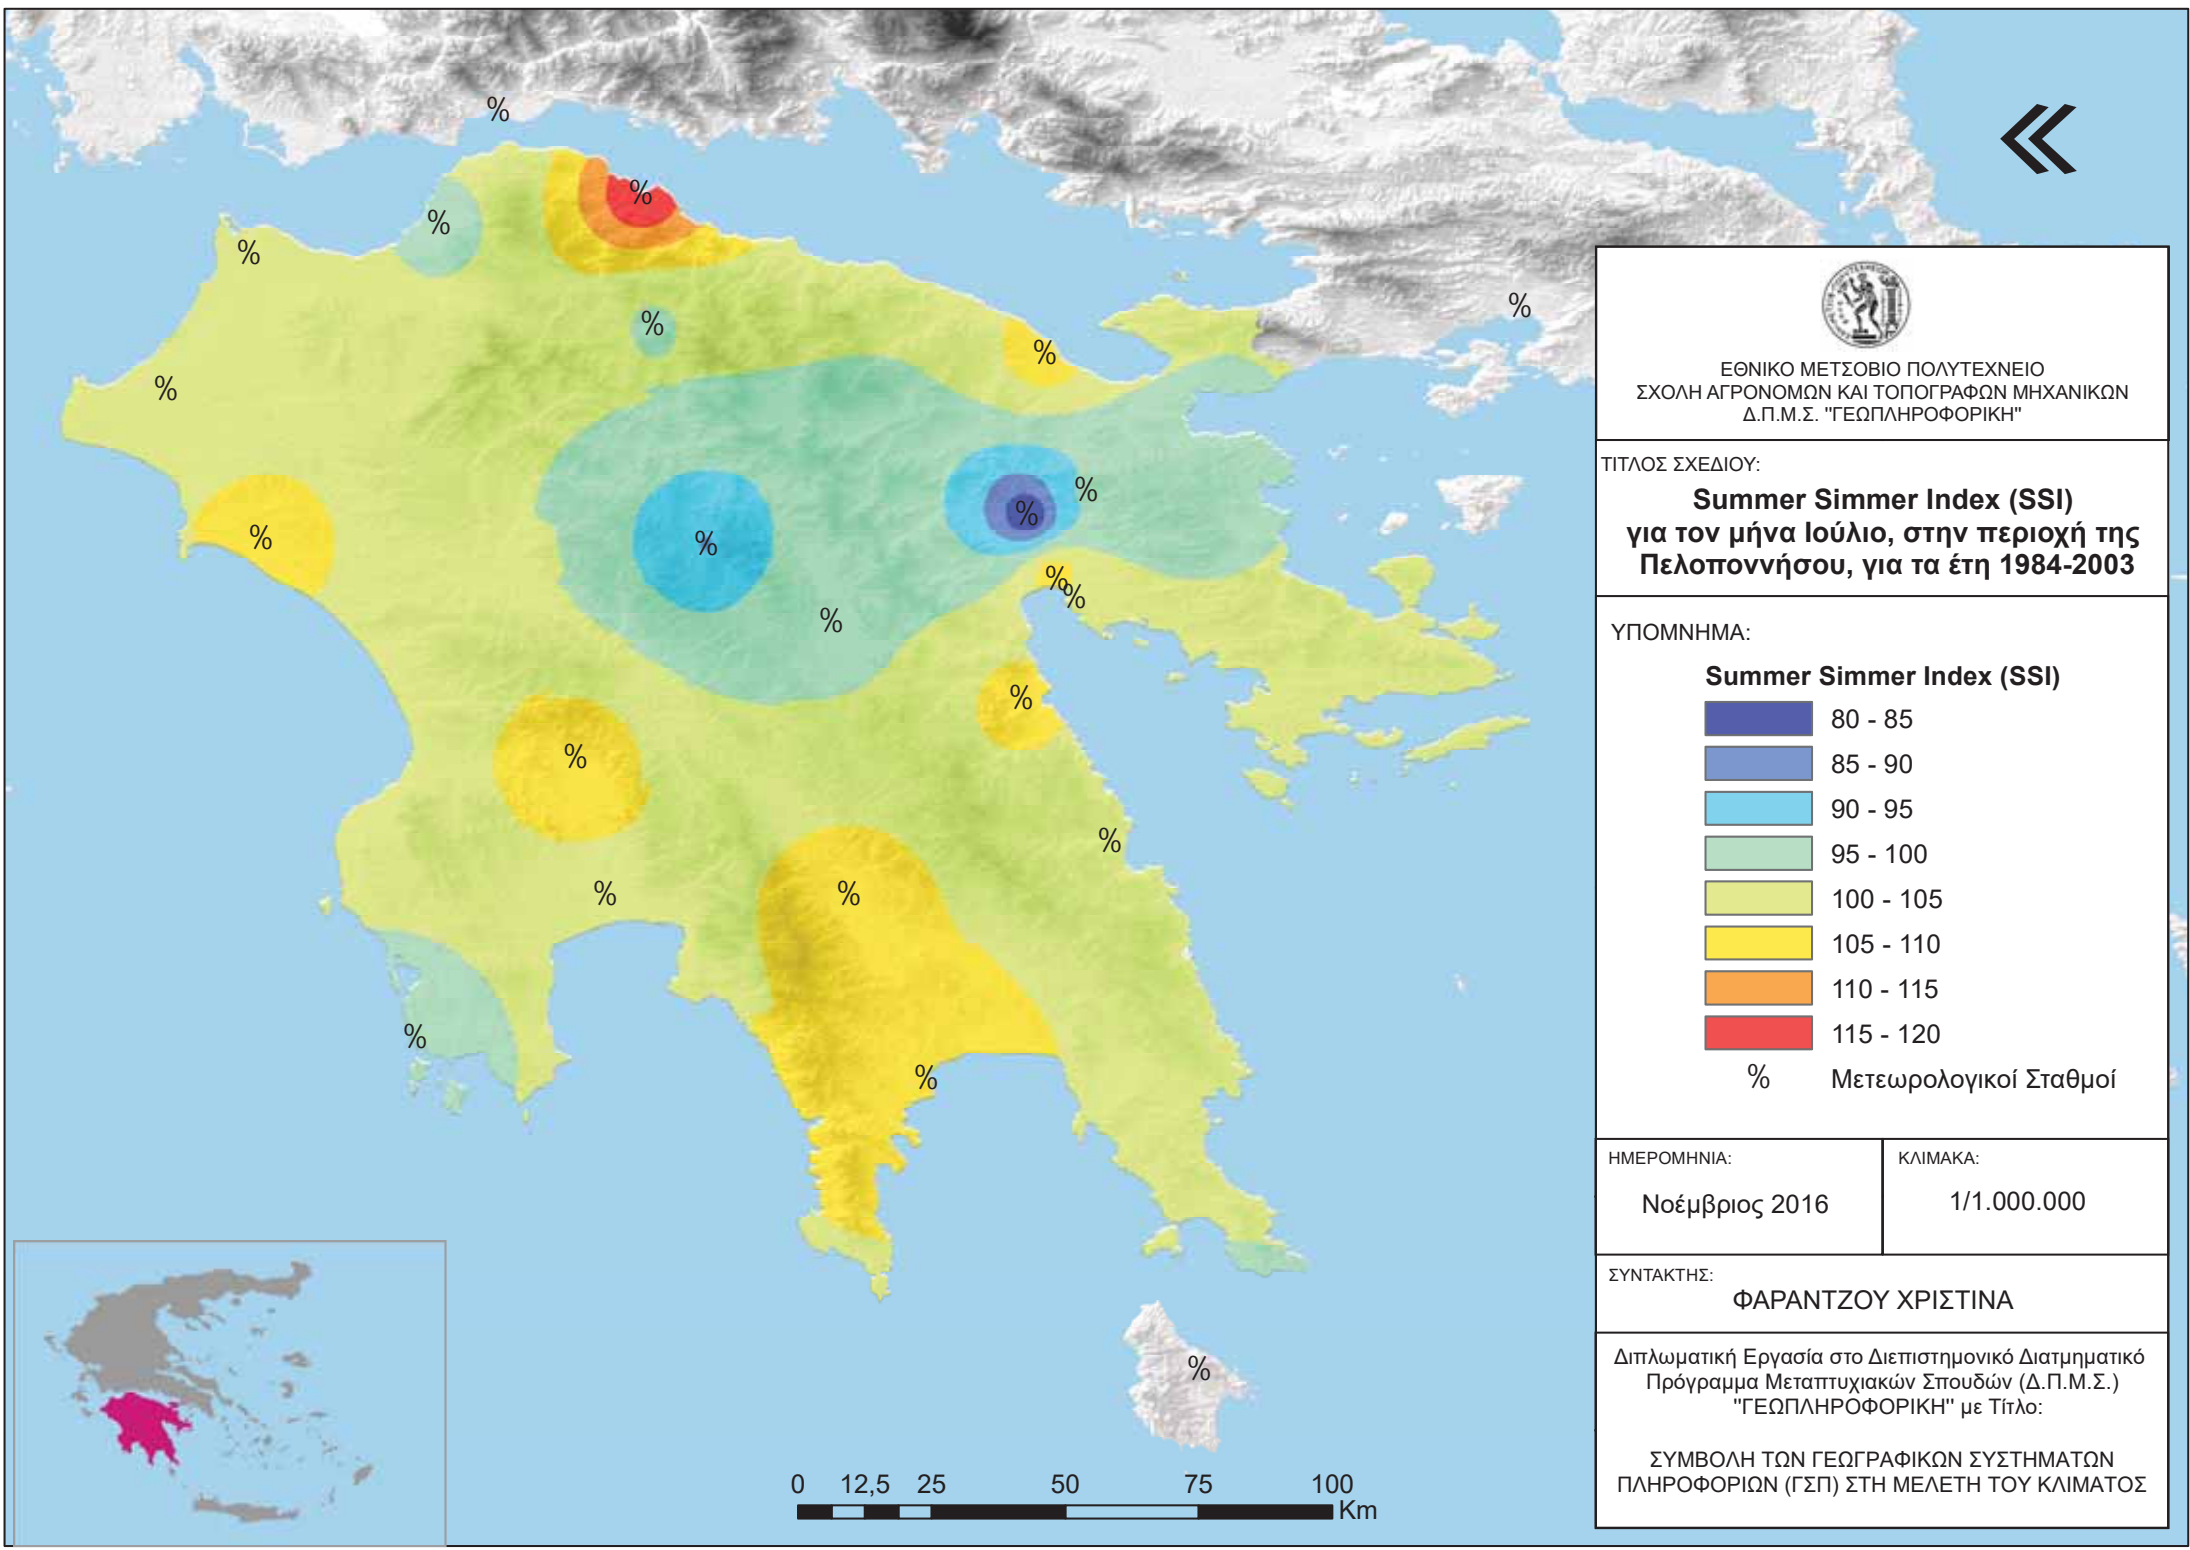 ΕΘΝΙΚΟ ΜΕΤΣΟΒΙΟ ΠΟΛΥΤΕΧΝΕΙΟ
ΣΧΟΛΗ ΑΓΡΟΝΟΜΩΝ ΚΑΙ ΤΟΠΟΓΡΑΦΩΝ ΜΗΧΑΝΙΚΩΝ
Δ.Π.Μ.Σ. "ΓΕΩΠΛΗΡΟΦΟΡΙΚΗ"
ΤΙΤΛΟΣ ΣΧΕΔΙΟΥ:
Summer Simmer Index (SSI)
για τον μήνα Ιούλιο, στην περιοχή της
Πελοποννήσου, για τα έτη 1984-2003
ΥΠΟΜΝΗΜΑ:
Summer Simmer Index (SSI)
80 - 85
85 - 90
90 - 95
95 - 100
100 - 105
105 - 110
110 - 115
115 - 120
% Μετεωρολογικοί Σταθμοί
ΗΜΕΡΟΜΗΝΙΑ:
Νοέμβριος 2016
ΚΛΙΜΑΚΑ:
1/1.000.000
ΣΥΝΤΑΚΤΗΣ:
ΦΑΡΑΝΤΖΟΥ ΧΡΙΣΤΙΝΑ
Διπλωματική Εργασία στο Διεπιστημονικό Διατμηματικό
Πρόγραμμα Μεταπτυχιακών Σπουδών (Δ.Π.Μ.Σ.)
"ΓΕΩΠΛΗΡΟΦΟΡΙΚΗ" με Τίτλο:
ΣΥΜΒΟΛΗ ΤΩΝ ΓΕΩΓΡΑΦΙΚΩΝ ΣΥΣΤΗΜΑΤΩΝ
ΠΛΗΡΟΦΟΡΙΩΝ (ΓΣΠ) ΣΤΗ ΜΕΛΕΤΗ ΤΟΥ ΚΛΙΜΑΤΟΣ
0 12,5 25 50 75 100
Km